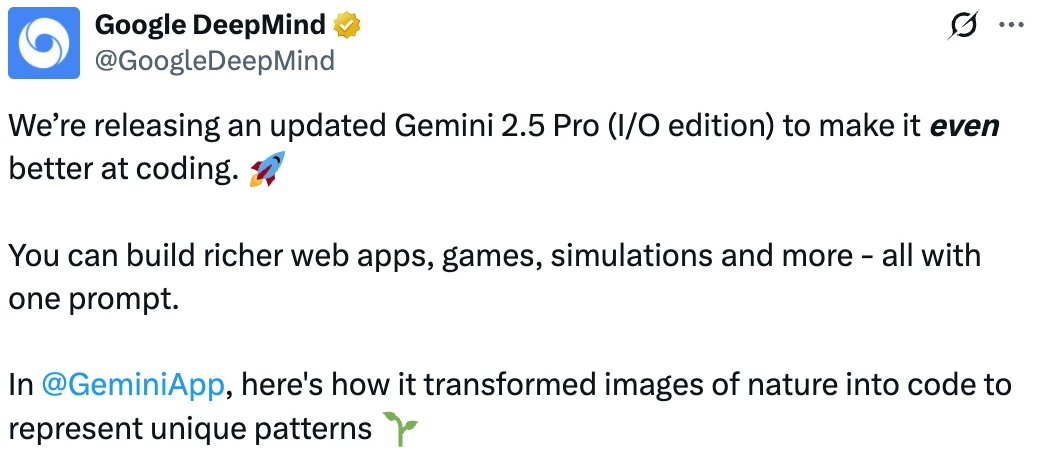 Google DeepMind
@GoogleDeepMind
We’re releasing an updated Gemini 2.5 Pro (I/O edition) to make it even
better at coding. 🚀
You can build richer web apps, games, simulations and more - all with
one prompt.
In @GeminiApp, here's how it transformed images of nature into code to
represent unique patterns 🌱